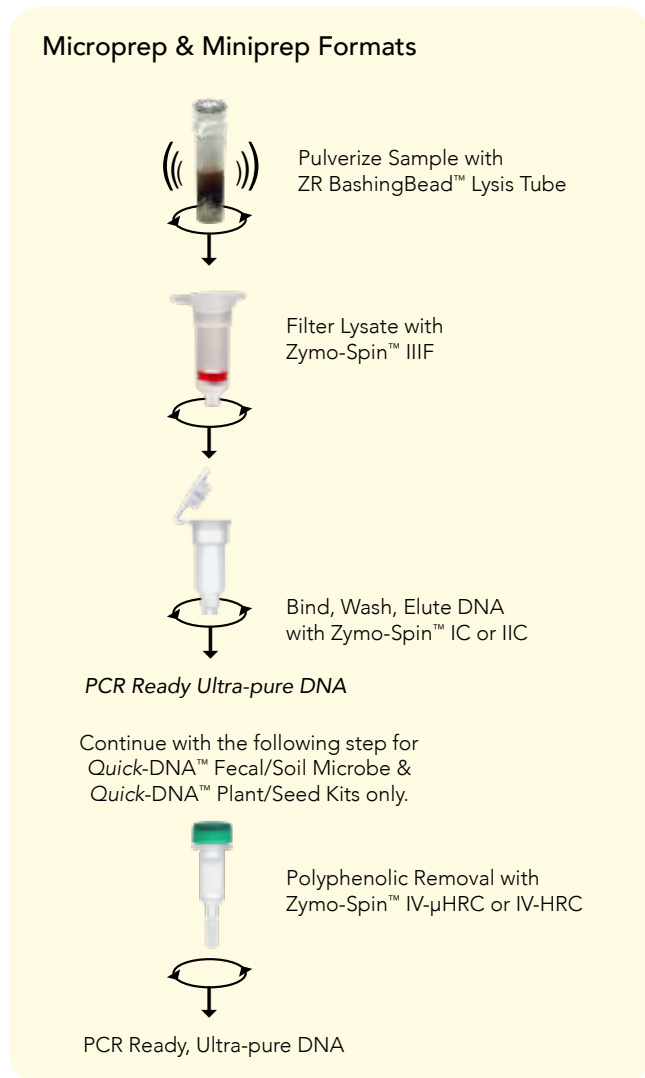 Microprep & Miniprep Formats
Pulverize Sample with
ZR BashingBead™ Lysis Tube
Filter Lysate with
Zymo-Spin™ IIIF
Bind, Wash, Elute DNA
with Zymo-Spin™ IC or IIC
PCR Ready Ultra-pure DNA
Continue with the following step for
Quick-DNA™ Fecal/Soil Microbe &
Quick-DNA™ Plant/Seed Kits only.
Polyphenolic Removal with
Zymo-Spin™ IV-µHRC or IV-HRC
PCR Ready, Ultra-pure DNA